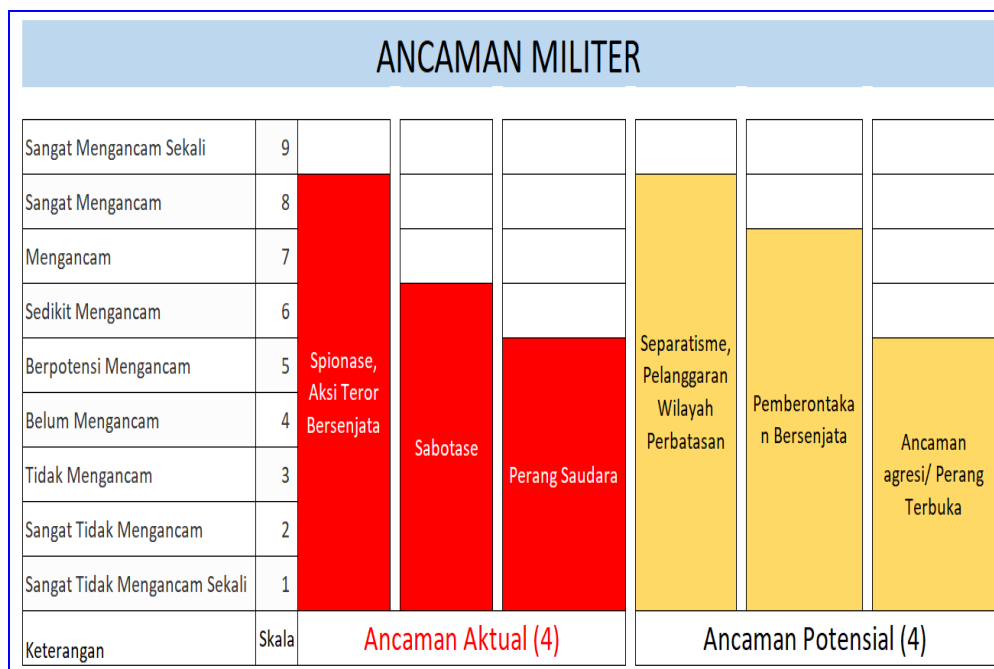 ANCAMAN MILITER
Sangat Mengancam Sekali 9
Sangat Mengancam 8
Mengancam 7
Sedikit Mengancam 6
Berpotensi Mengancam 5
Belum Mengancam 4
Tidak Mengancam 3
Sangat Tidak Mengancam 2
Sangat Tidak Mengancam Sekali 1
Keterangan Skala
Spionase,
Aksi Teror
Bersenjata
Sabotase
Perang Saudara
Separatisme,
Pelanggaran
Wilayah
Perbatasan
Pemberontaka
n Bersenjata
Ancaman
agresi/ Perang
Terbuka
Ancaman Aktual (4)
Ancaman Potensial (4)